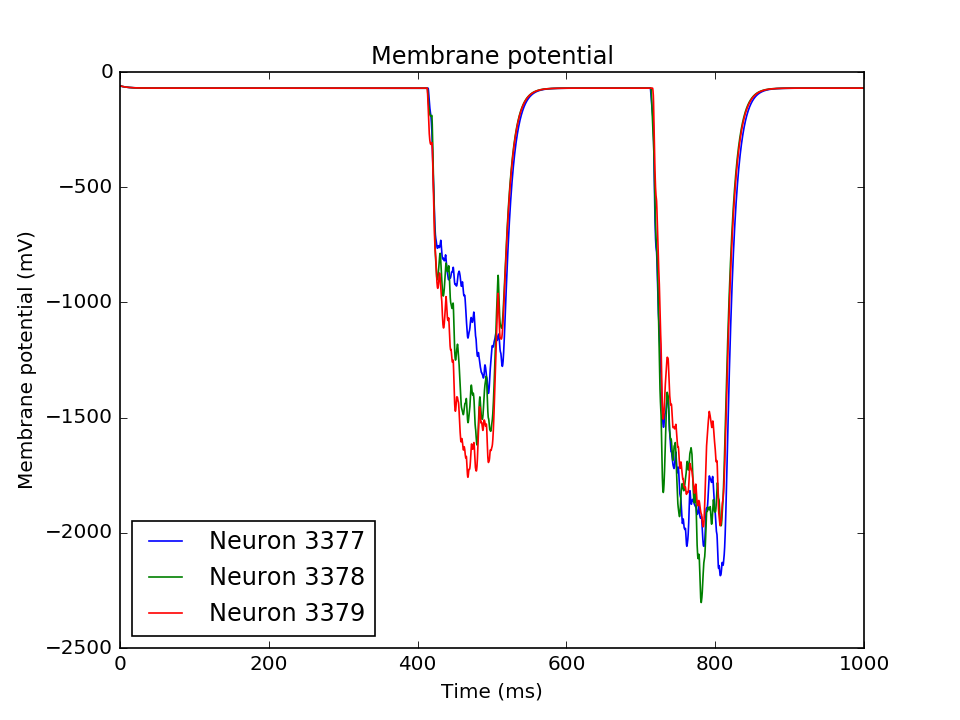 Membrane potential
Membrane potential (mV)
0
−500
−1000
−1500
−2000
−2500
Neuron 3377
Neuron 3378
Neuron 3379
0 200 400 600 800 1000
Time (ms)